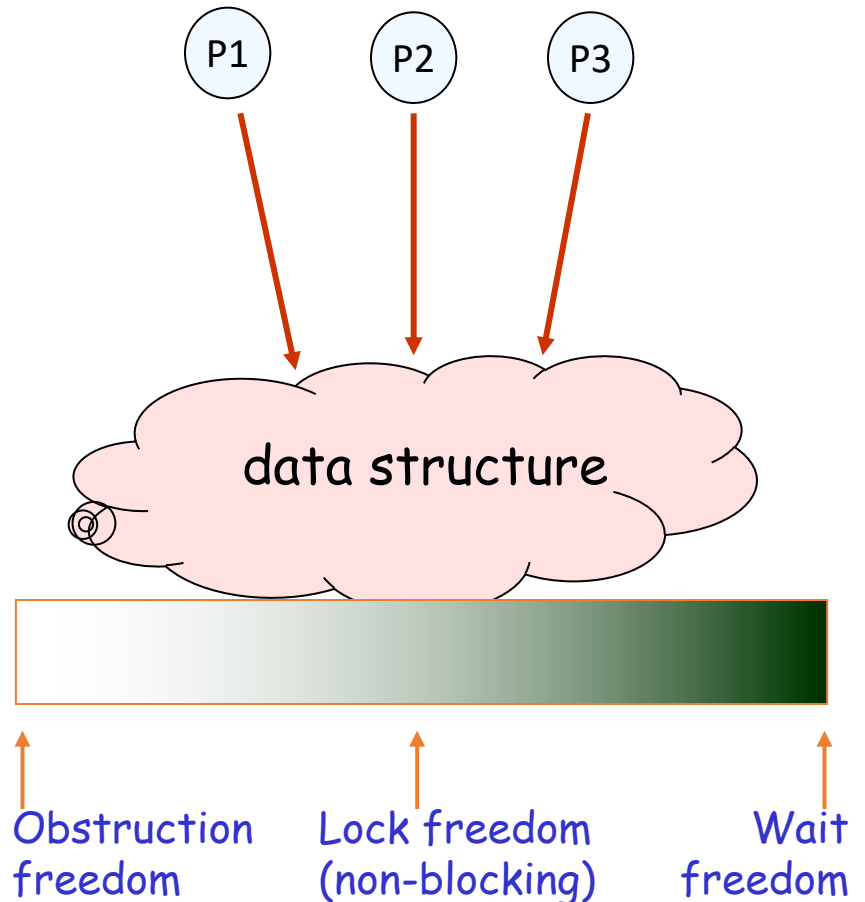 P1 P2 P3
data structure
Obstruction freedom
Lock freedom (non-blocking)
Wait freedom